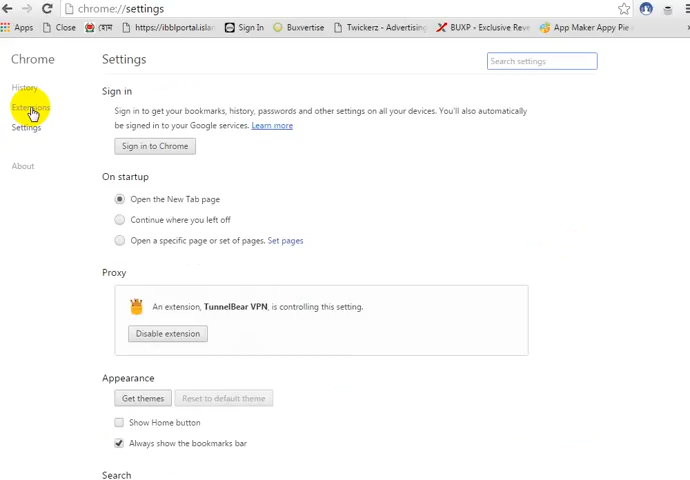 chrome://settings
Apps
Close
(হোম
https://ibblportal.islar
Sign In
Buxvertise
Twickerz - Advertising
BUXP - Exclusive Reve
App Maker Appy Pie
Chrome
Settings
Search settings
History
Extensions
Settings
About
Sign in
Sign in to get your bookmarks, history, passwords and other settings on all your devices. You'll also automatically
be signed in to your Google services. Learn more
Sign in to Chrome
On startup
Open the New Tab page
Continue where you left off
Open a specific page or set of pages. Set pages
Proxy
An extension, TunnelBear VPN, is controlling this setting.
Disable extension
Appearance
Get themes
Reset to default theme
Show Home button
Always show the bookmarks bar
Search